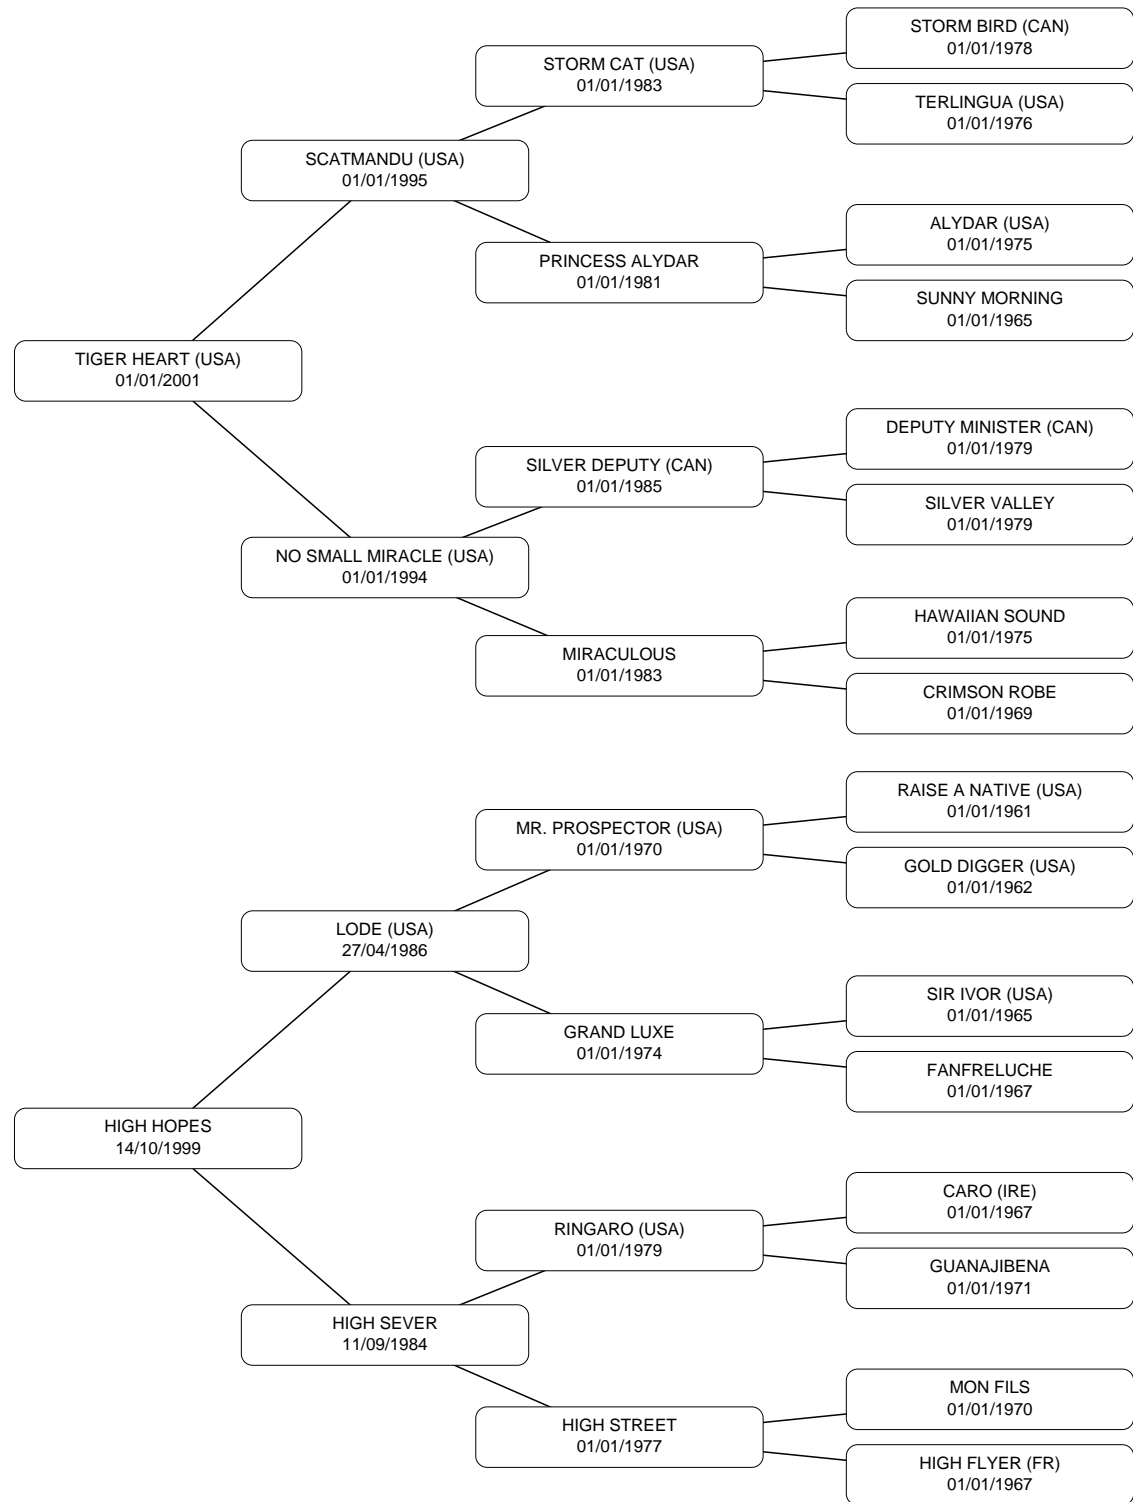 STORM BIRD (CAN)
01/01/1978
STORM CAT (USA)
01/01/1983
TERLINGUA (USA)
01/01/1976
SCATMANDU (USA)
01/01/1995
ALYDAR (USA)
01/01/1975
PRINCESS ALYDAR
01/01/1981
SUNNY MORNING
01/01/1965
TIGER HEART (USA)
01/01/2001
DEPUTY MINISTER (CAN)
01/01/1979
SILVER DEPUTY (CAN)
01/01/1985
SILVER VALLEY
01/01/1979
NO SMALL MIRACLE (USA)
01/01/1994
HAWAIIAN SOUND
01/01/1975
MIRACULOUS
01/01/1983
CRIMSON ROBE
01/01/1969
RAISE A NATIVE (USA)
01/01/1961
MR. PROSPECTOR (USA)
01/01/1970
GOLD DIGGER (USA)
01/01/1962
LODE (USA)
27/04/1986
SIR IVOR (USA)
01/01/1965
GRAND LUXE
01/01/1974
FANFRELUCHE
01/01/1967
HIGH HOPES
14/10/1999
CARO (IRE)
01/01/1967
RINGARO (USA)
01/01/1979
GUANAJIBENA
01/01/1971
HIGH SEVER
11/09/1984
MON FILS
01/01/1970
HIGH STREET
01/01/1977
HIGH FLYER (FR)
01/01/1967